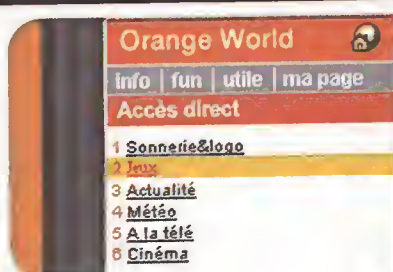 Orange World
info | fun | utile | ma page
Accès direct
1 Sonnerie&logo
2 Jeux
3 Actualité
4 Météo
5 A la télé
6 Cinéma